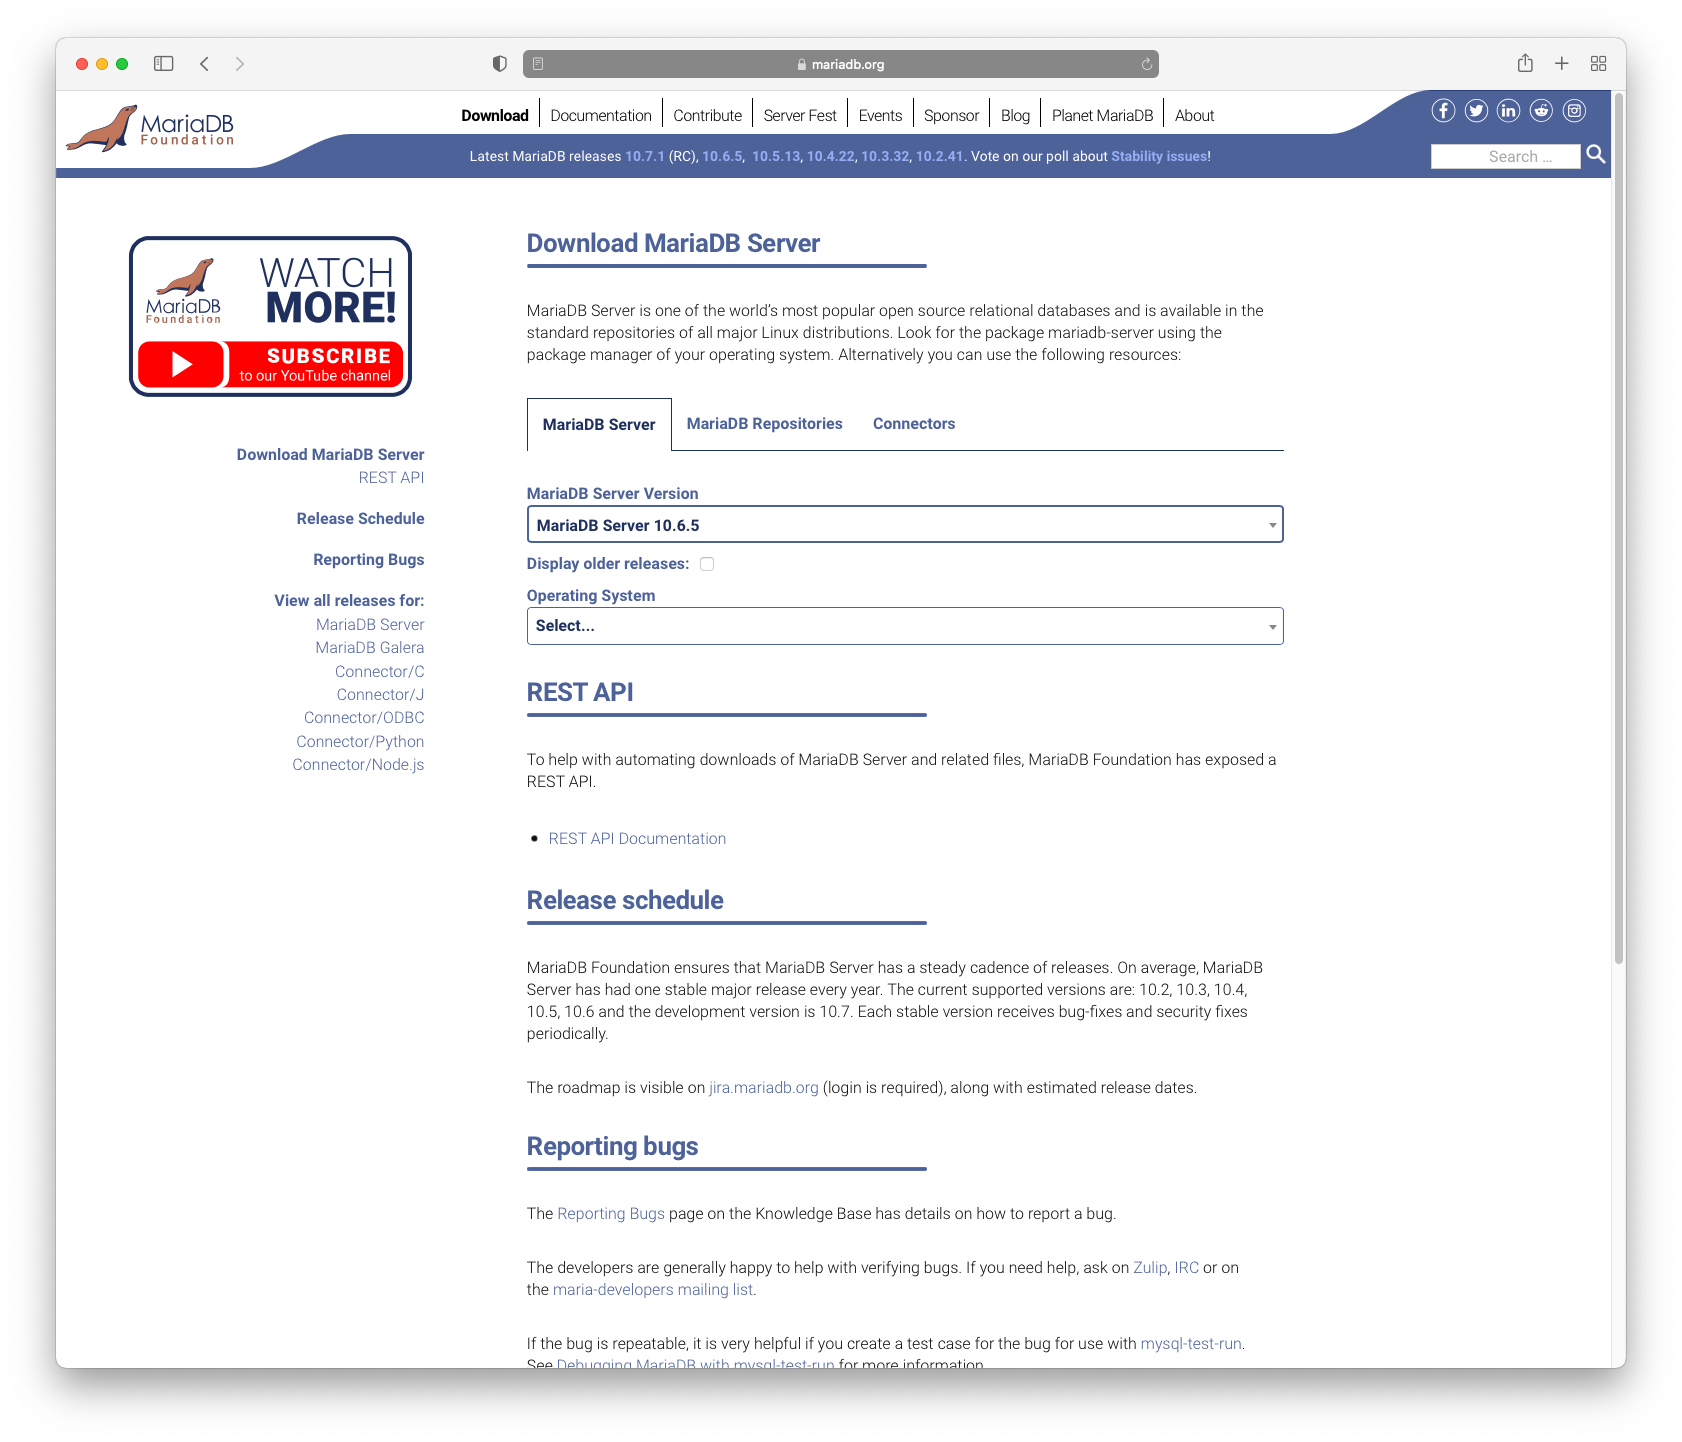 mariadb.org
MariaDB
Foundation
Download
Documentation
Contribute
Server Fest
Events
Sponsor
Blog
Planet MariaDB
About
Latest MariaDB releases 10.7.1 (RC), 10.6.5, 10.5.13, 10.4.22, 10.3.32, 10.2.41. Vote on our poll about Stability issues!
Search ...
WATCH
MORE!
MariaDB
Foundation
SUBSCRIBE
to our YouTube channel
Download MariaDB Server
REST API
Release Schedule
Reporting Bugs
View all releases for:
MariaDB Server
MariaDB Galera
Connector/C
Connector/J
Connector/ODBC
Connector/Python
Connector/Node.js
Download MariaDB Server
MariaDB Server is one of the world’s most popular open source relational databases and is available in the
standard repositories of all major Linux distributions. Look for the package mariadb-server using the
package manager of your operating system. Alternatively you can use the following resources:
MariaDB Server
MariaDB Repositories
Connectors
MariaDB Server Version
MariaDB Server 10.6.5
Display older releases:
Operating System
Select...
REST API
To help with automating downloads of MariaDB Server and related files, MariaDB Foundation has exposed a
REST API.
• REST API Documentation
Release schedule
MariaDB Foundation ensures that MariaDB Server has a steady cadence of releases. On average, MariaDB
Server has had one stable major release every year. The current supported versions are: 10.2, 10.3, 10.4,
10.5, 10.6 and the development version is 10.7. Each stable version receives bug-fixes and security fixes
periodically.
The roadmap is visible on jira.mariadb.org (login is required), along with estimated release dates.
Reporting bugs
The Reporting Bugs page on the Knowledge Base has details on how to report a bug.
The developers are generally happy to help with verifying bugs. If you need help, ask on Zulip, IRC or on
the maria-developers mailing list.
If the bug is repeatable, it is very helpful if you create a test case for the bug for use with mysql-test-run.
See Debugging MariaDB with mysql-test-run for more information.